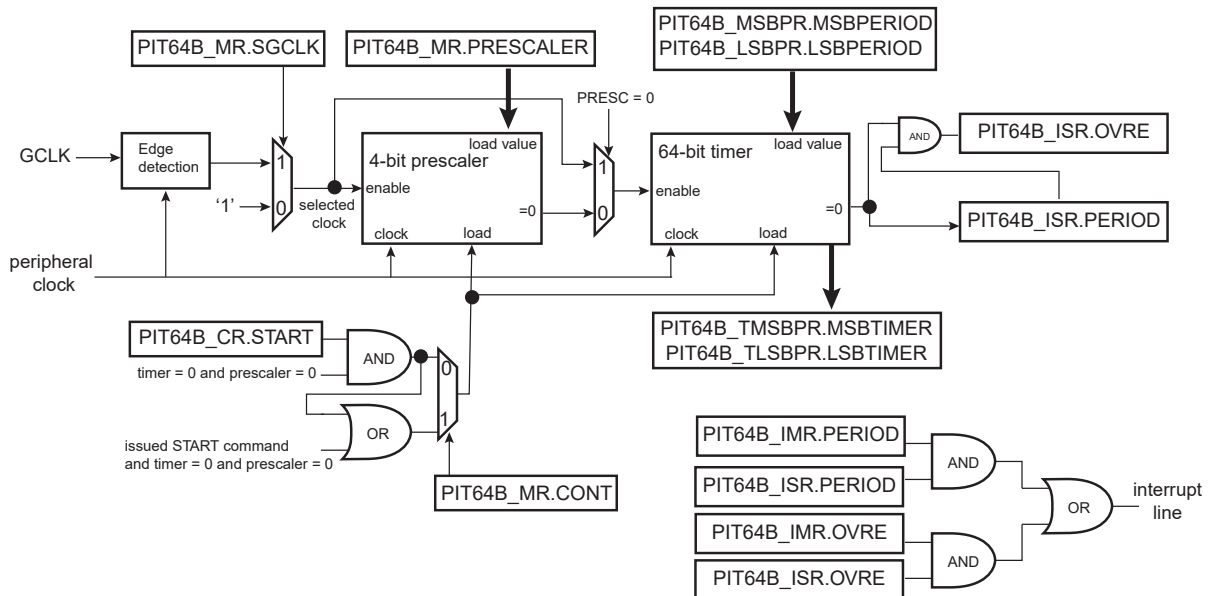 PIT64B_MR.SGCLK
PIT64B_MR.PRESCALER
PIT64B_MSBPR.MSBPERIOD
PIT64B_LSBPR.LSBPERIOD
PRESC = 0
GCLK
Edge
detection
1
0
'1'
selected
clock
load value
4-bit prescaler
enable
=0
clock
load
1
0
load value
64-bit timer
enable
=0
clock
load
AND
PIT64B_ISR.OVRE
PIT64B_ISR.PERIOD
peripheral
clock
PIT64B_TMSBPR.MSBTIMER
PIT64B_TLSBPR.LSBTIMER
PIT64B_CR.START
timer = 0 and prescaler = 0
AND
0
1
OR
issued START command
and timer = 0 and prescaler = 0
PIT64B_MR.CONT
PIT64B_IMR.PERIOD
PIT64B_ISR.PERIOD
AND
PIT64B_IMR.OVRE
PIT64B_ISR.OVRE
AND
OR
interrupt
line